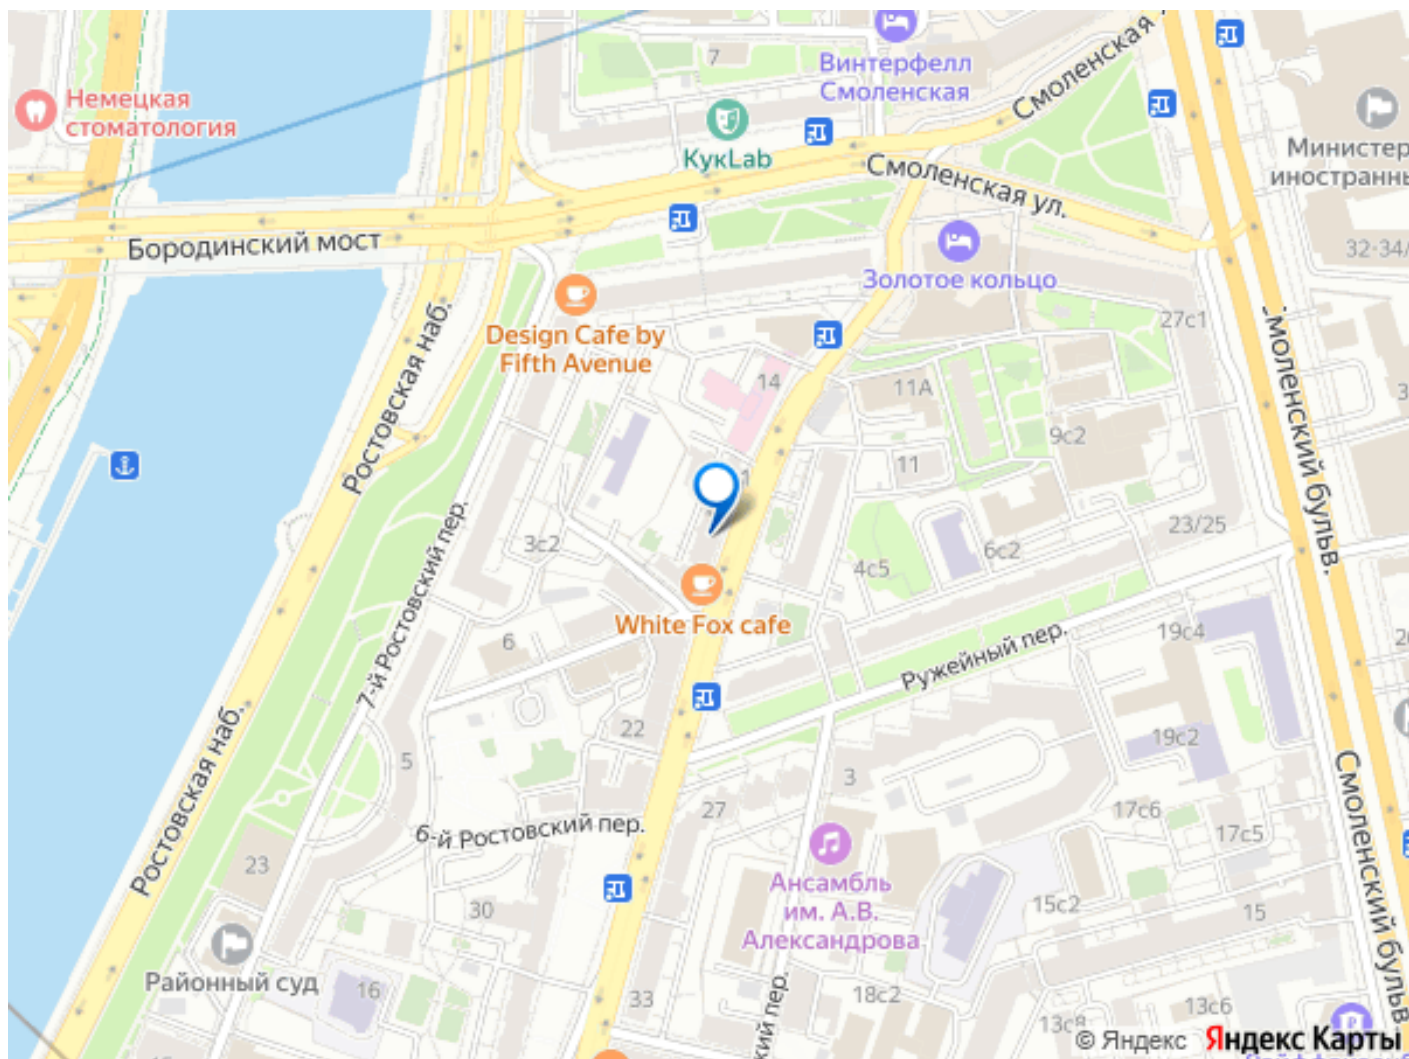 7
Винтерфелл
Смоленская
Смоленская
Немецкая
стоматология
КукLab
Министер
иностранны
Смоленская ул.
32-34/
Бородинский мост
Золотое кольцо
Ростовская наб.
Design Cafe by
Fifth Avenue
27с1
14
11А
9с2
11
1
Смоленский бульв.
3с2
7-й Ростовский пер.
23/25
6с2
4с5
White Fox cafe
6
Ружейный пер.
19с4
22
19с2
5
3
27
17с6
17с5
Ростовская наб.
6-й Ростовский пер.
23
Ансамбль
им. А.В.
Александрова
30
15с2
15
Смоленский бульв
Районный суд
16
33
18с2
кий пер.
13с6
13с8
© Яндекс Яндекс Карты